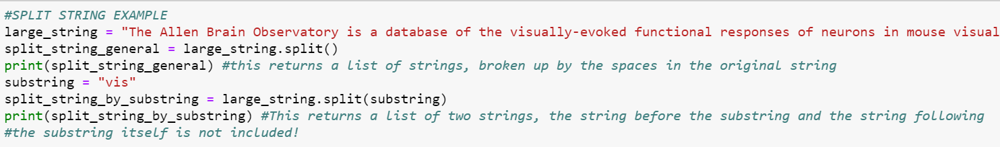 #SPLIT STRING EXAMPLE
large_string = "The Allen Brain Observatory is a database of the visually-evoked functional responses of neurons in mouse visual
split_string_general = large_string.split()
print(split_string_general) #this returns a list of strings, broken up by the spaces in the original string
substring = "vis"
split_string_by_substring = large_string.split(substring)
print(split_string_by_substring) #This returns a list of two strings, the string before the substring and the string following
#the substring itself is not included!